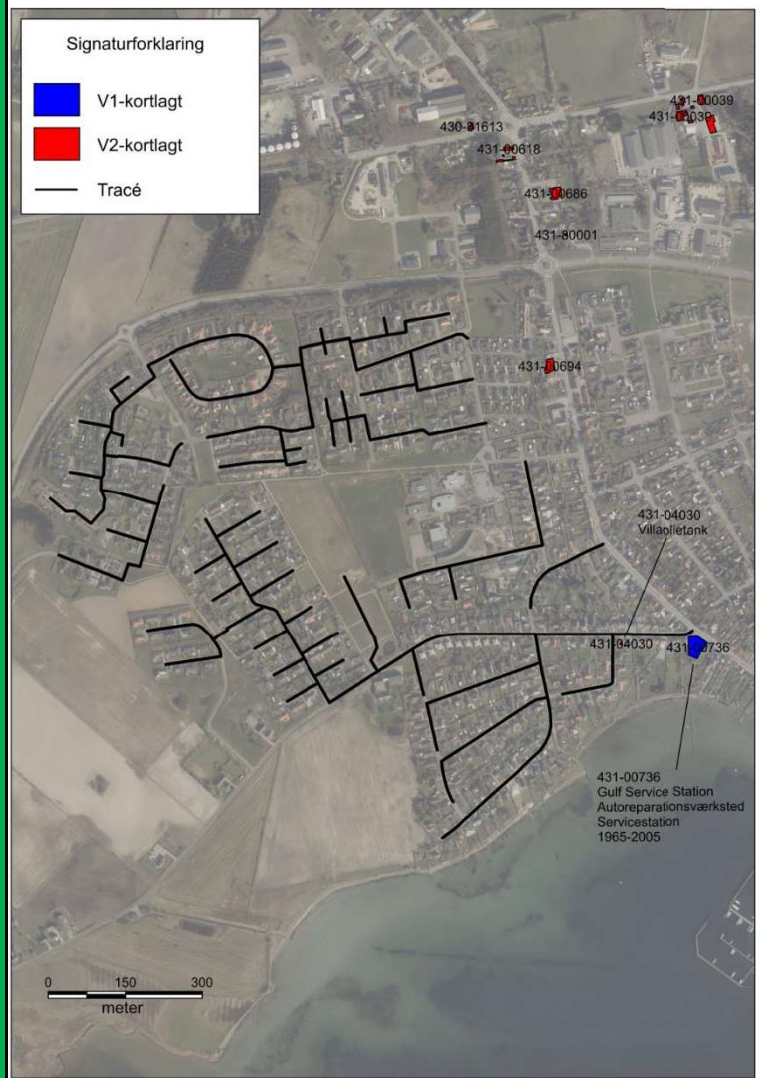 Signaturforklaring
V1-kortlagt
V2-kortlagt
Tracé
431-00039
431-00039
430-81613
431-00618
431-00686
431-80001
431-00694
431-04030
Villaolietank
431-04030
431-00736
431-00736
Gulf Service Station
Autoreparationsværksted
Servicestation
1965-2005
0 150 300
meter